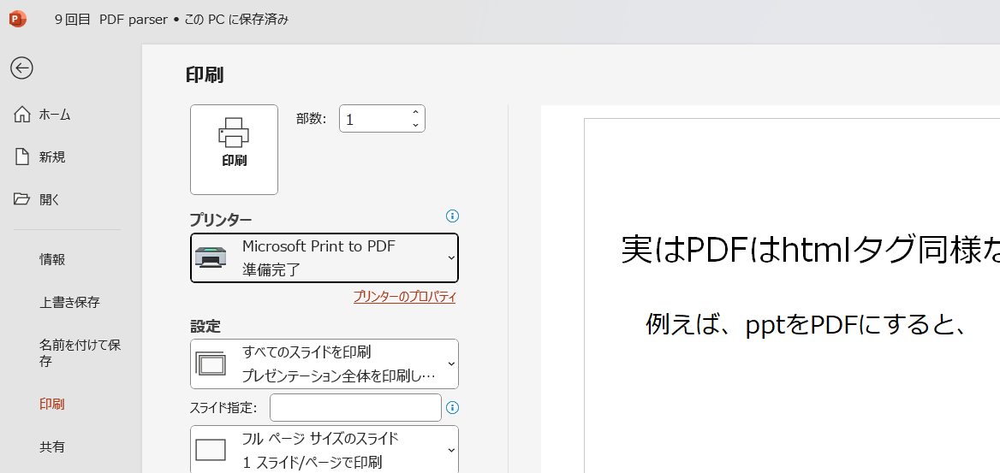 P
9回目 PDF parser • この PC に保存済み
ホーム
新規
開く
情報
上書き保存
名前を付けて保
存
印刷
共有
印刷
印刷
部数:
1
プリンター
Microsoft Print to PDF
準備完了
プリンターのプロパティ
設定
すべてのスライドを印刷
プレゼンテーション全体を印刷し…
スライド指定:
フル ページ サイズのスライド
1 スライド/ページで印刷
実はPDFはhtmlタグ同様な
例えば、pptをPDFにすると、